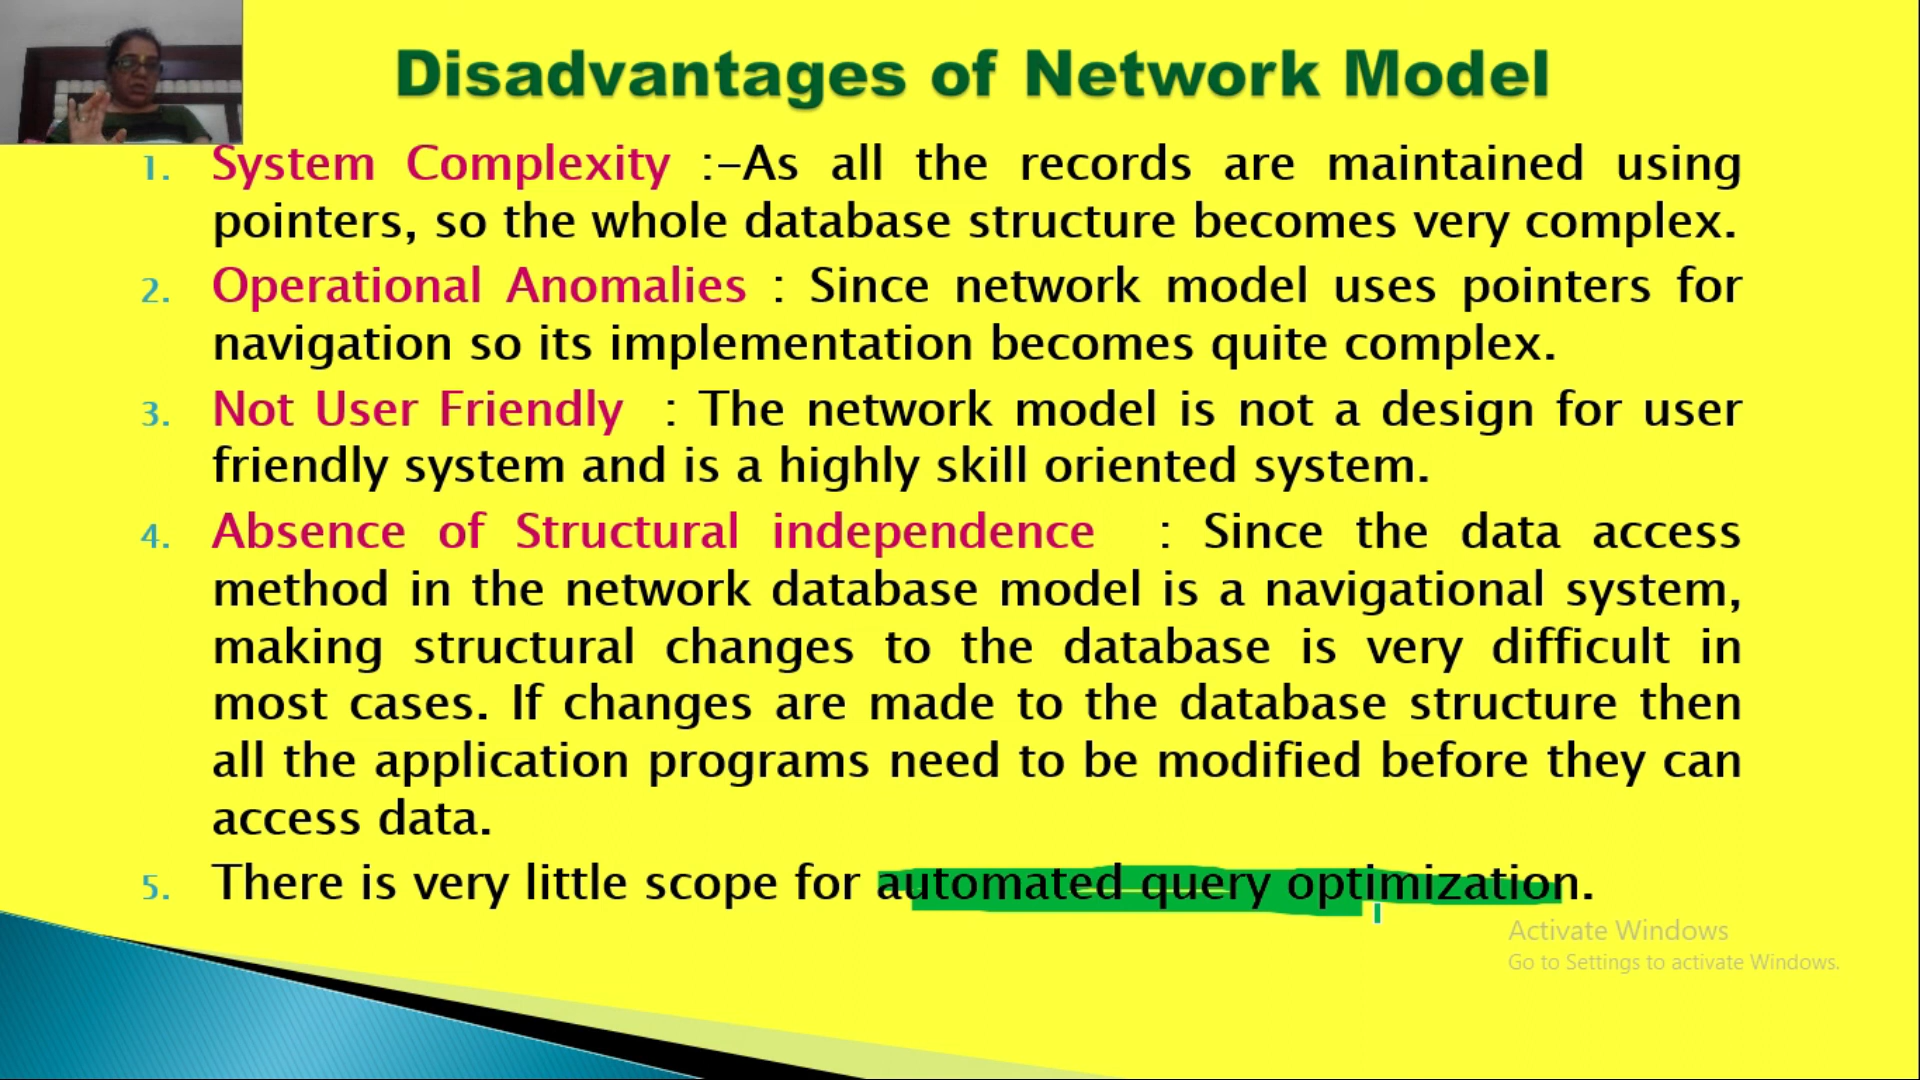 Disadvantages of Network Model
1. System Complexity :-As all the records are maintained using
pointers, so the whole database structure becomes very complex.
2. Operational Anomalies : Since network model uses pointers for
navigation so its implementation becomes quite complex.
3. Not User Friendly : The network model is not a design for user
friendly system and is a highly skill oriented system.
4. Absence of Structural independence : Since the data access
method in the network database model is a navigational system,
making structural changes to the database is very difficult in
most cases. If changes are made to the database structure then
all the application programs need to be modified before they can
access data.
5. There is very little scope for automated query optimization.
Activate Windows
Go to Settings to activate Windows.